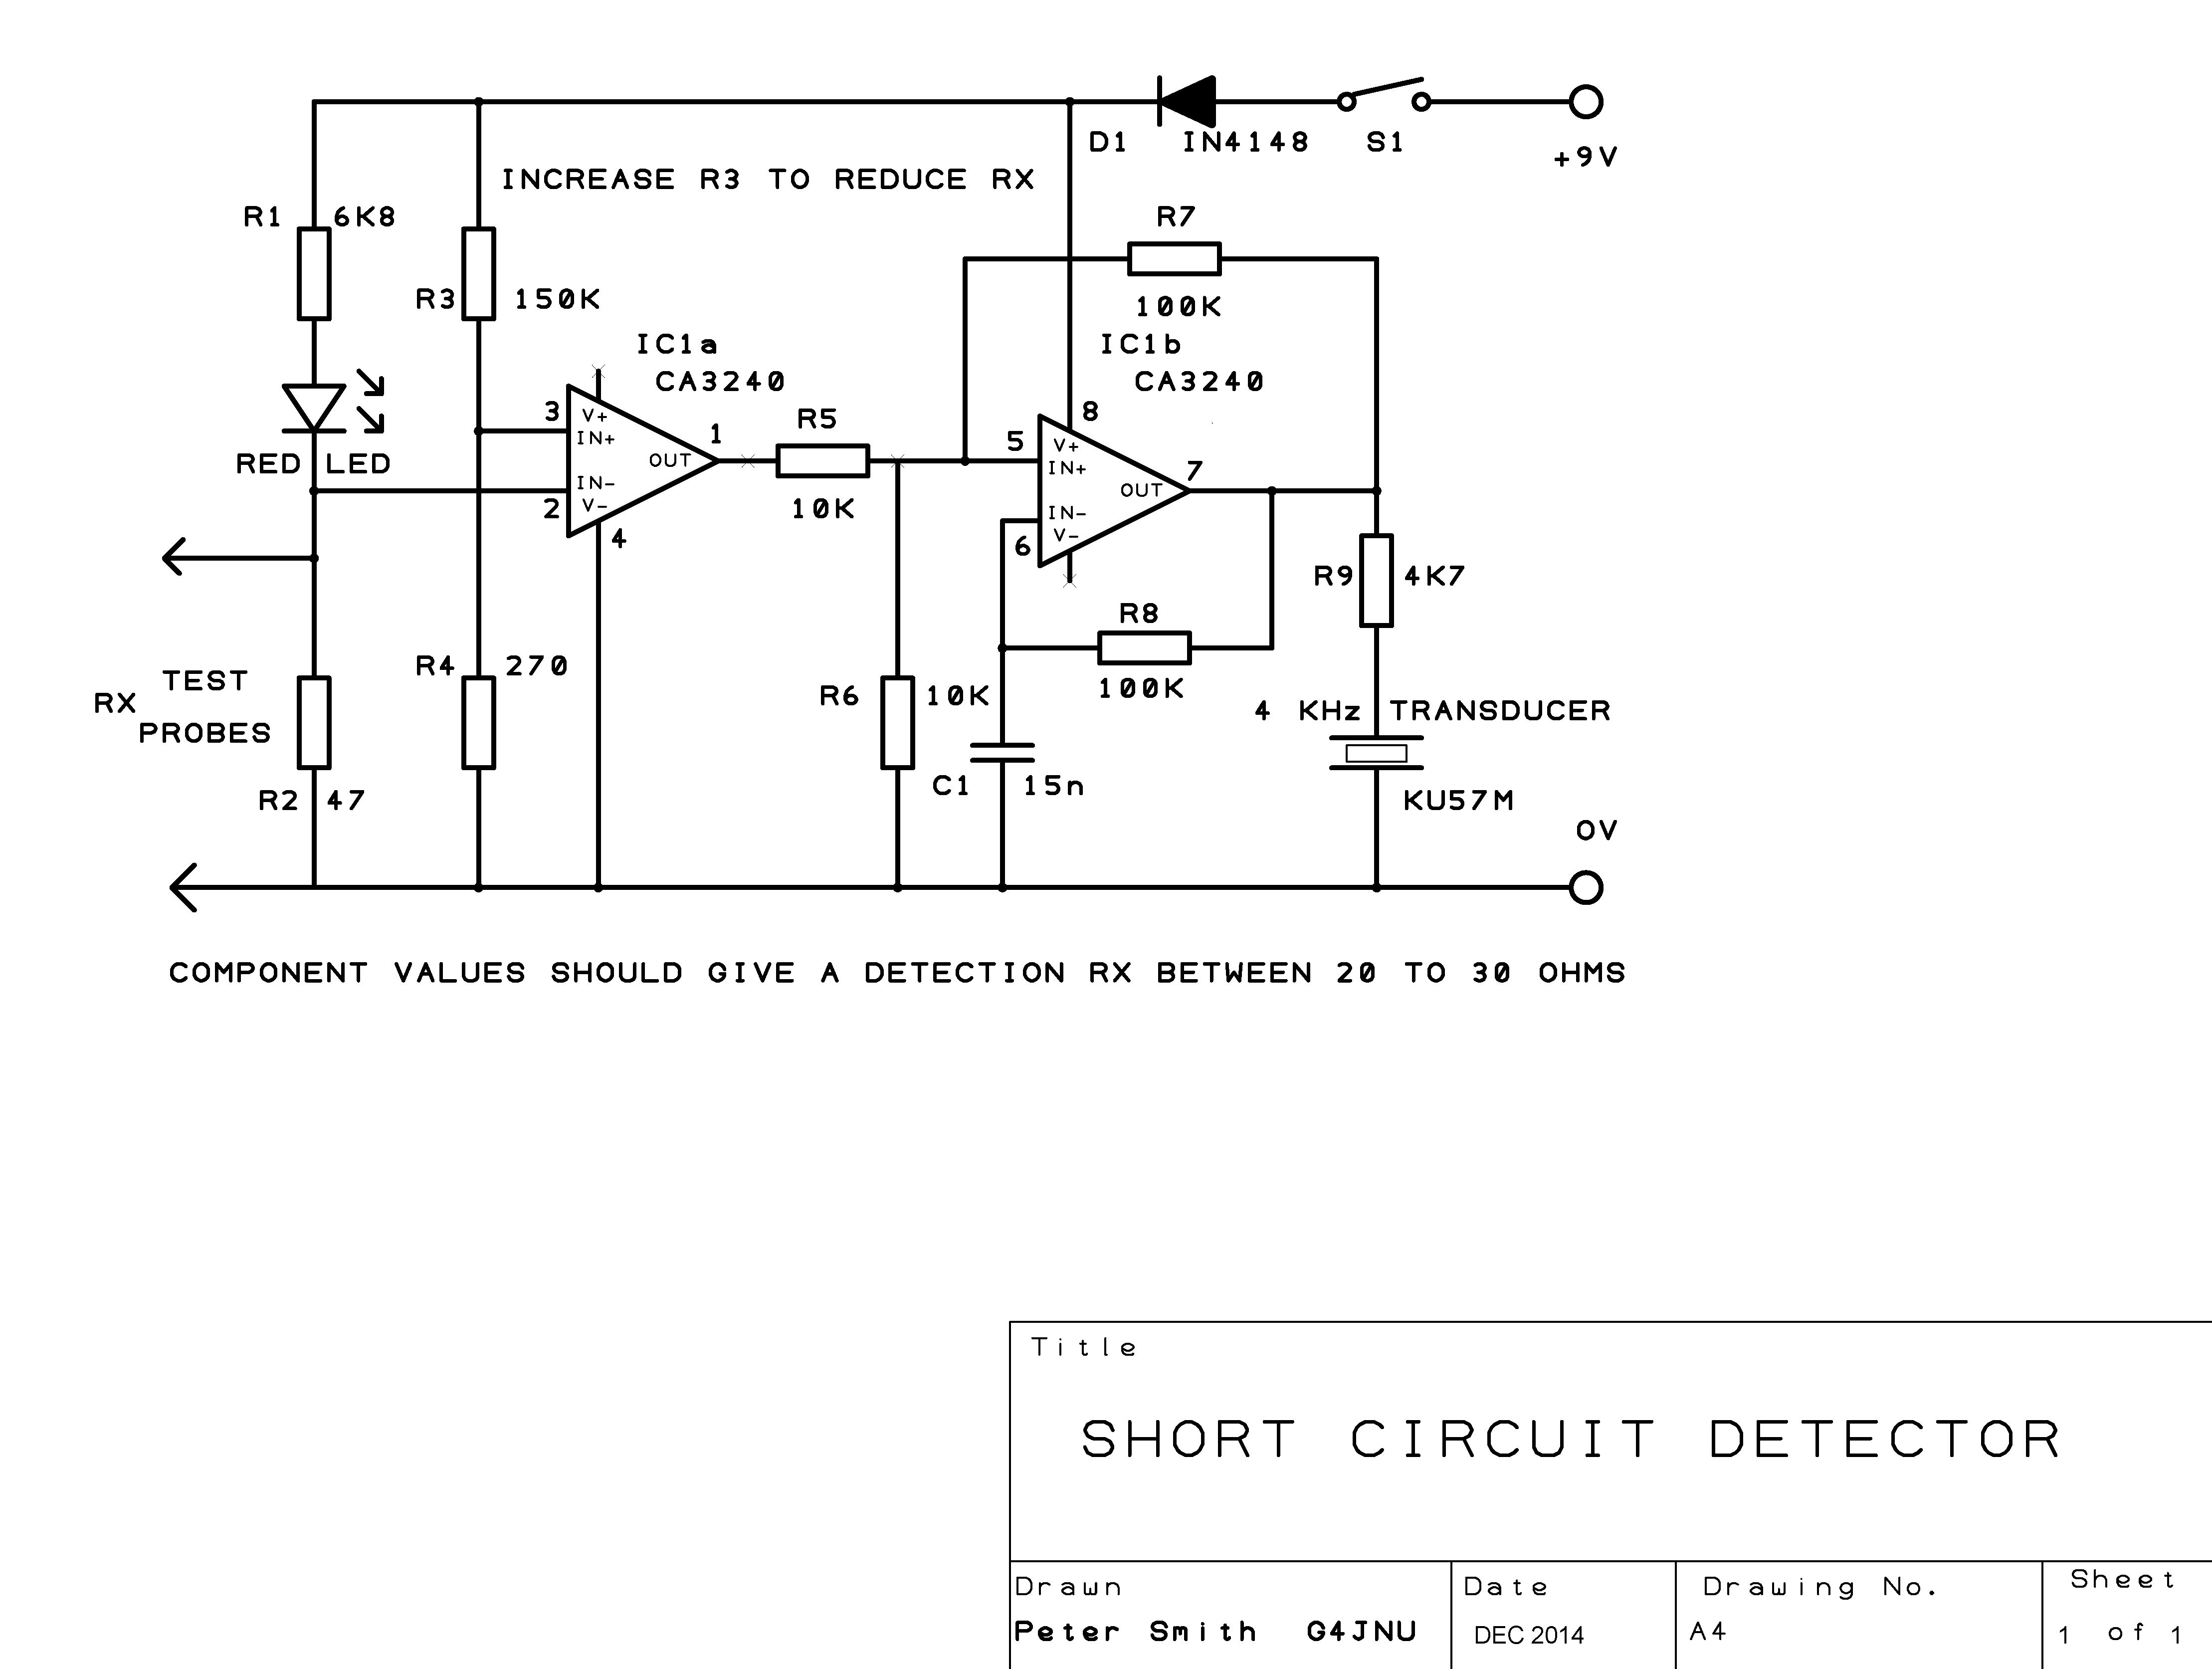 D1 IN4148 S1
+9V
INCREASE R3 TO REDUCE RX
R1 6K8
R7
R3 150K
100K
IC1a
CA3240
IC1b
CA3240
3 V+
IN+
1
OUT
IN-
2 V-
4
R5
10K
8
5 V+
IN+
7
OUT
IN-
6 V-
RED LED
R9 4K7
R8
100K
TEST
RX
PROBES
R4 270
R6 10K
4 KHz TRANSDUCER
C1 15n
R2 47
KU57M
0V
COMPONENT VALUES SHOULD GIVE A DETECTION RX BETWEEN 20 TO 30 OHMS
Title
SHORT CIRCUIT DETECTOR
Drawn
Peter Smith G4JNU
Date
DEC 2014
Drawing No.
A4
Sheet
1 of 1